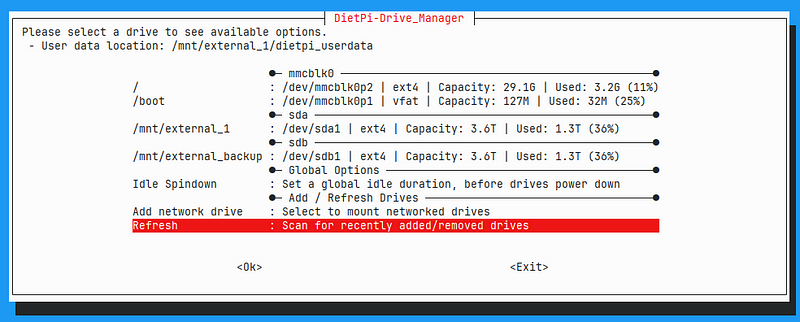 DietPi-Drive_Manager
Please select a drive to see available options.
- User data location: /mnt/external_1/dietpi_userdata
mmcblk0
/ : /dev/mmcblk0p2 | ext4 | Capacity: 29.1G | Used: 3.2G (11%)
/boot : /dev/mmcblk0p1 | vfat | Capacity: 127M | Used: 32M (25%)
sda
/mnt/external_1 : /dev/sda1 | ext4 | Capacity: 3.6T | Used: 1.3T (36%)
sdb
/mnt/external_backup : /dev/sdb1 | ext4 | Capacity: 3.6T | Used: 1.3T (36%)
Global Options
Idle Spindown : Set a global idle duration, before drives power down
Add / Refresh Drives
Add network drive : Select to mount networked drives
Refresh : Scan for recently added/removed drives
<Ok> <Exit>